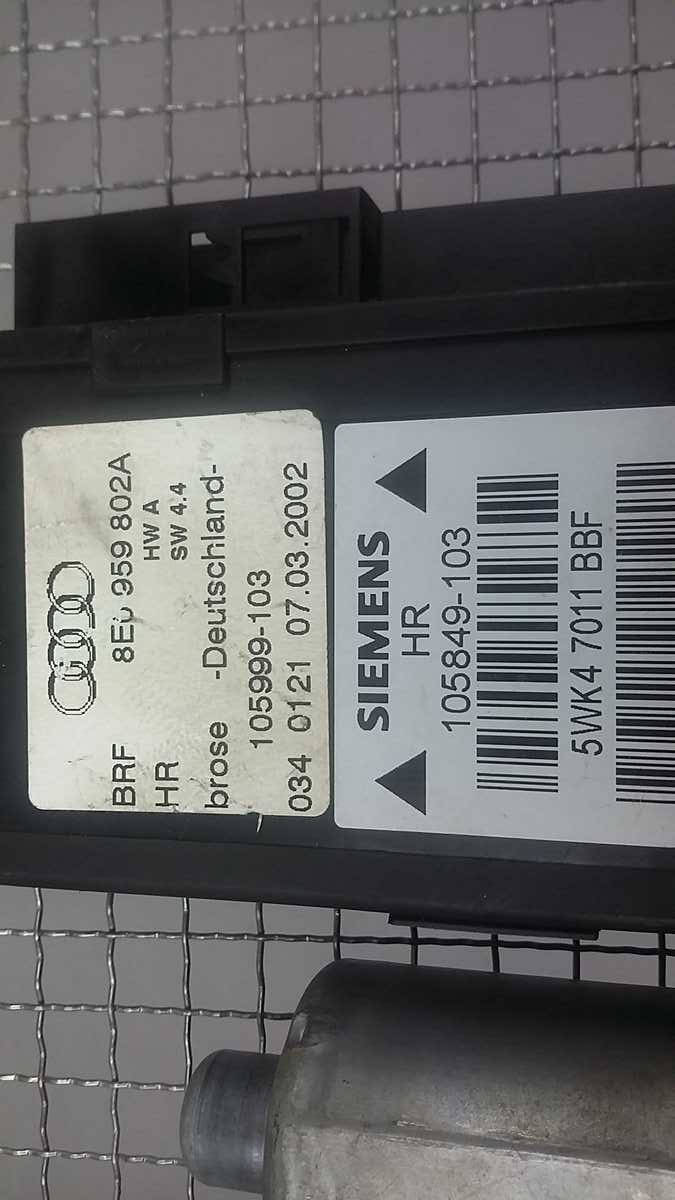 BRF 8E0 959 802A
HW A
HR SW 4.4
brose -Deutschland-
105999-103
034 0121 07.03.2002
SIEMENS
HR
105849-103
5WK4 7011 BBF